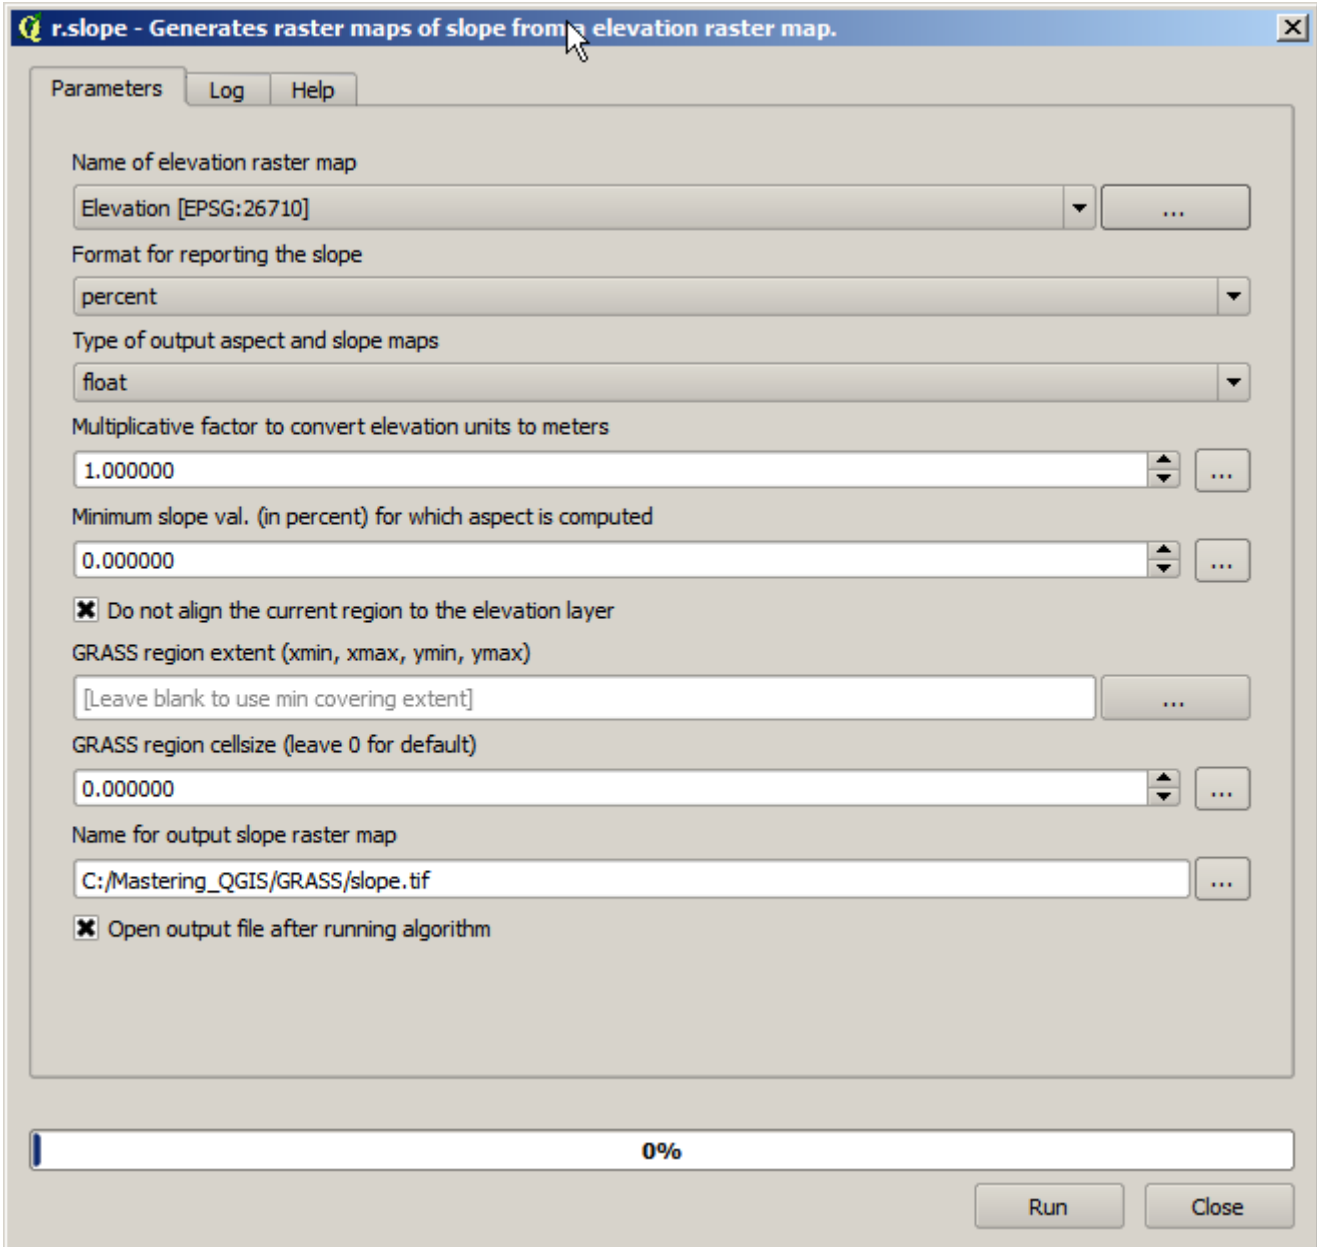 r.slope - Generates raster maps of slope from a elevation raster map.
Parameters Log Help
Name of elevation raster map
Elevation [EPSG:26710] ...
Format for reporting the slope
percent
Type of output aspect and slope maps
float
Multiplicative factor to convert elevation units to meters
1.000000 ...
Minimum slope val. (in percent) for which aspect is computed
0.000000 ...
Do not align the current region to the elevation layer
GRASS region extent (xmin, xmax, ymin, ymax)
[Leave blank to use min covering extent] ...
GRASS region cellsize (leave 0 for default)
0.000000 ...
Name for output slope raster map
C:/Mastering_QGIS/GRASS/slope.tif ...
Open output file after running algorithm
0%
Run Close